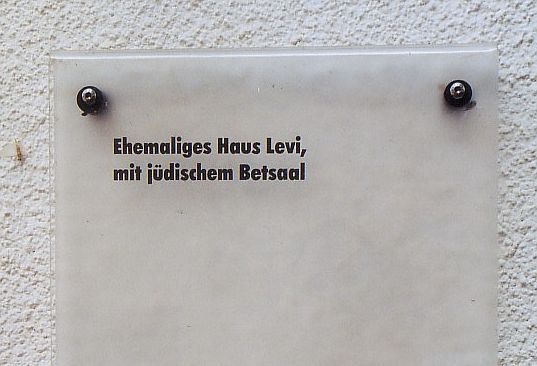 Ehemaliges Haus Levi,
mit jüdischem Betsaal